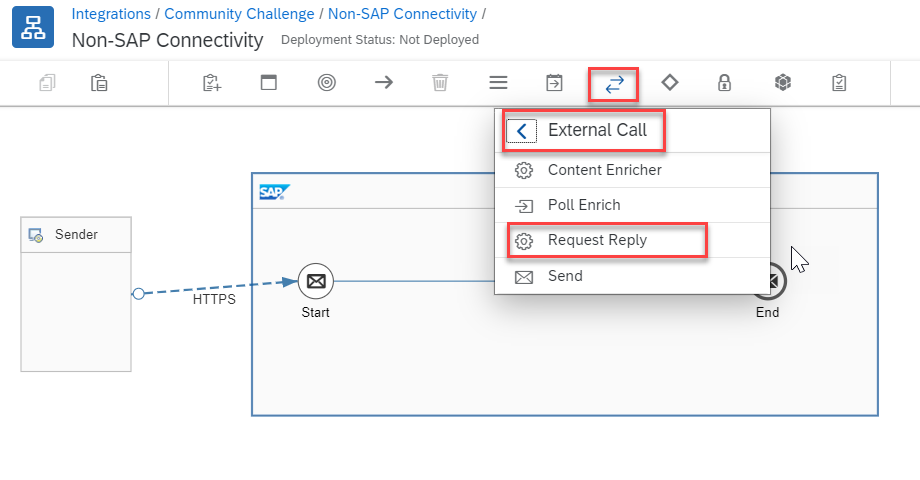 Integrations / Community Challenge / Non-SAP Connectivity /
Non-SAP Connectivity Deployment Status: Not Deployed
External Call
Content Enricher
Poll Enrich
Request Reply
Send
SAP
Sender
HTTPS
Start
End